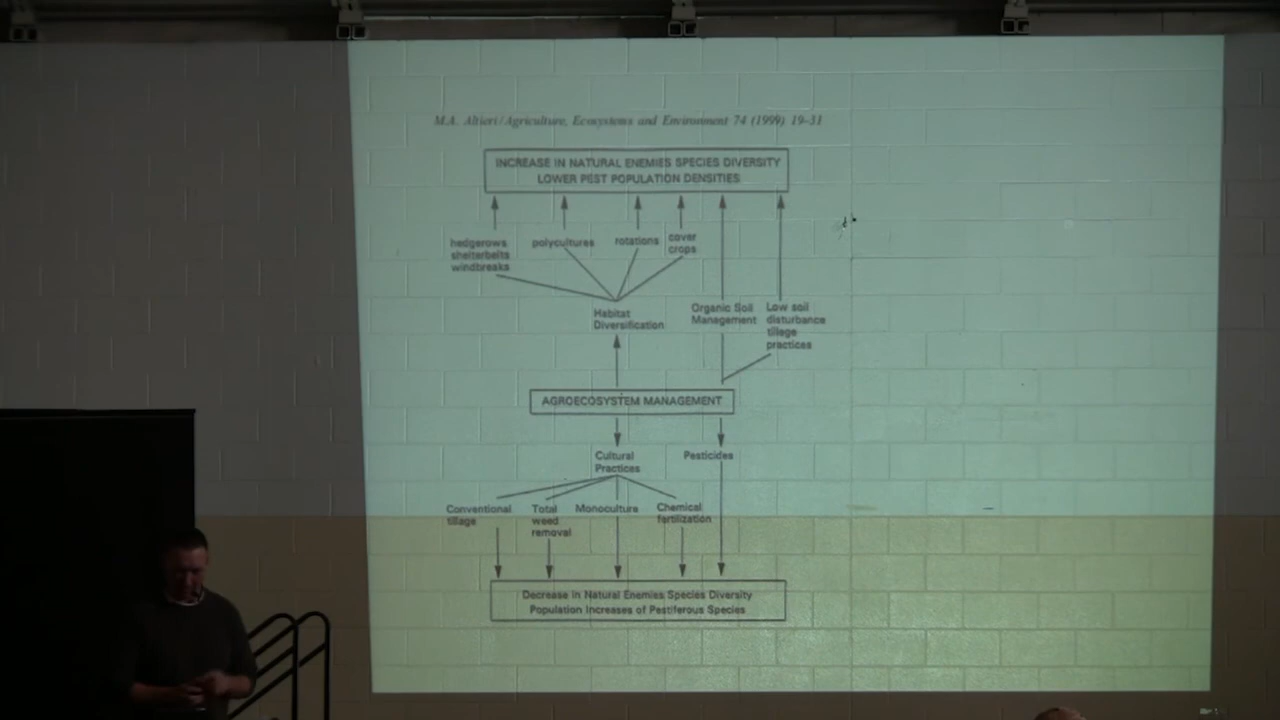 M.A. Altieri/Agriculture, Ecosystems and Environment 74 (1999) 19–31
INCREASE IN NATURAL ENEMIES SPECIES DIVERSITY
LOWER PEST POPULATION DENSITIES
hedgerows
shelterbelts
windbreaks
polycultures
rotations
cover
crops
Habitat
Diversification
Organic Soil
Management
Low soil
disturbance
tillage
practices
AGROECOSYSTEM MANAGEMENT
Cultural
Practices
Pesticides
Conventional
tillage
Total
weed
removal
Monoculture
Chemical
fertilization
Decrease in Natural Enemies Species Diversity
Population Increases of Pestiferous Species